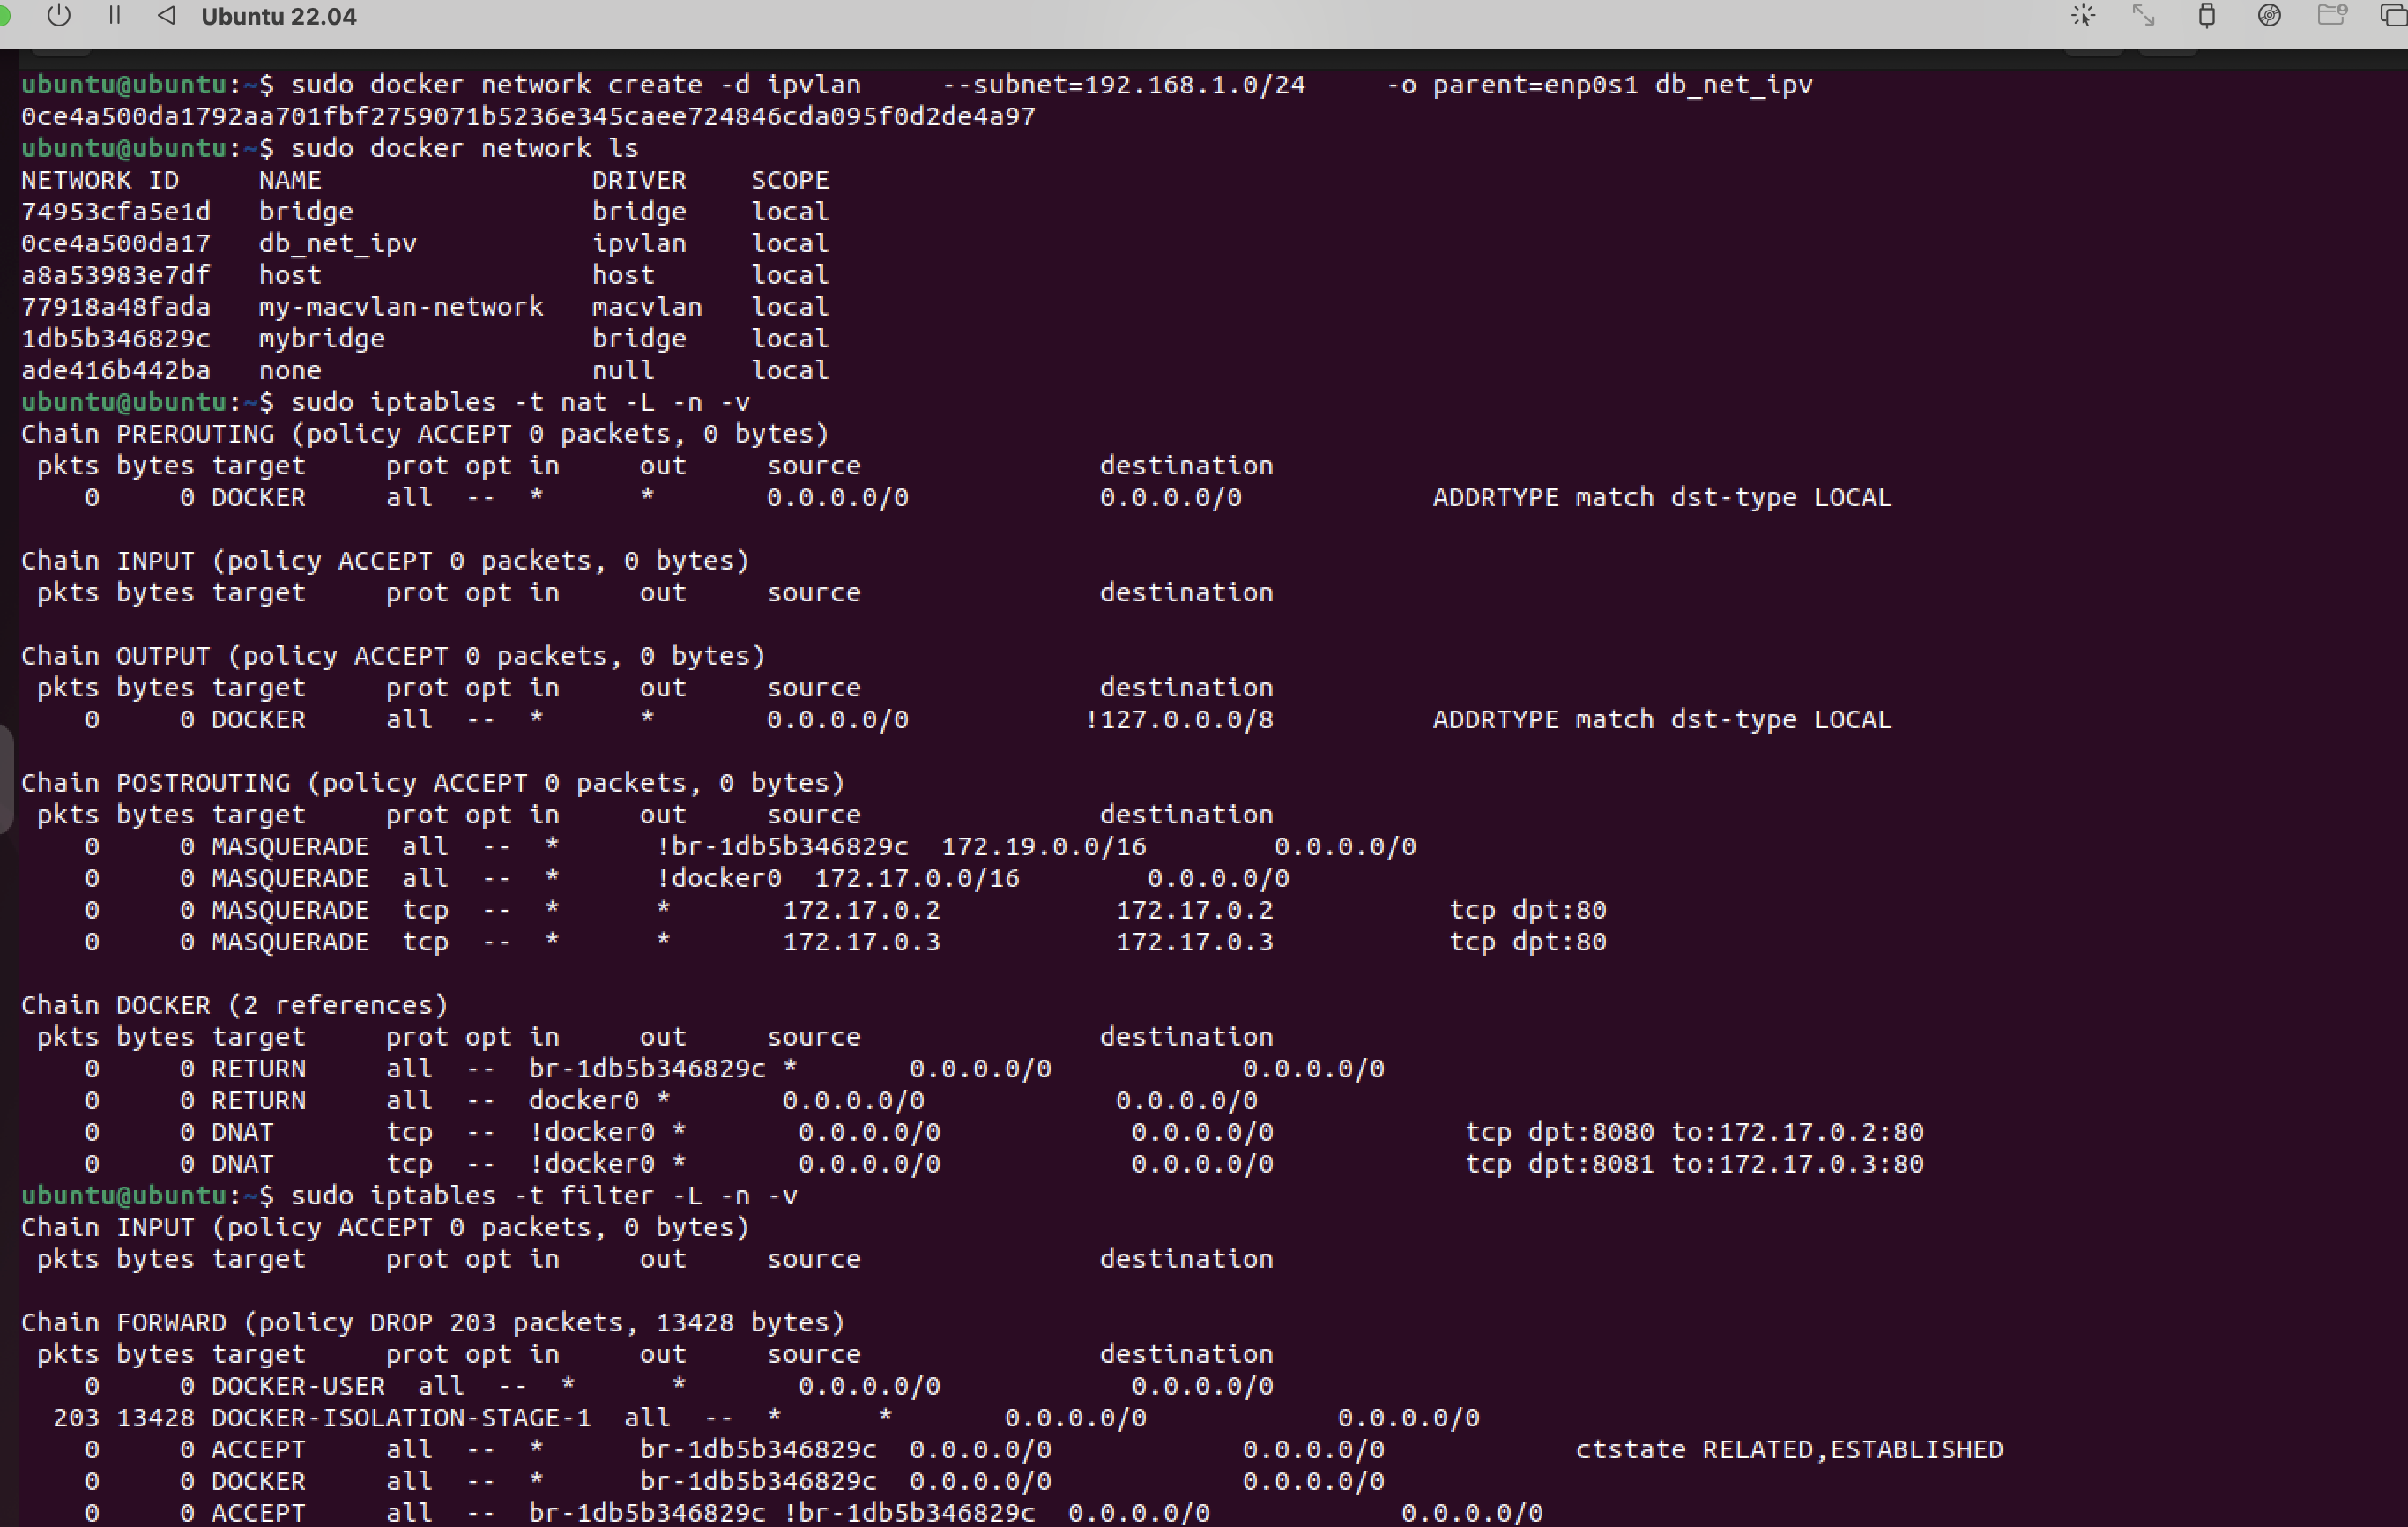 Ubuntu 22.04
ubuntu@ubuntu:~$ sudo docker network create -d ipvlan     --subnet=192.168.1.0/24     -o parent=enp0s1 db_net_ipv
0ce4a500da1792aa701fbf2759071b5236e345caee724846cda095f0d2de4a97
ubuntu@ubuntu:~$ sudo docker network ls
NETWORK ID     NAME                 DRIVER    SCOPE
74953cfa5e1d   bridge               bridge    local
0ce4a500da17   db_net_ipv           ipvlan    local
a8a53983e7df   host                 host      local
77918a48fada   my-macvlan-network   macvlan   local
1db5b346829c   mybridge             bridge    local
ade416b442ba   none                 null      local
ubuntu@ubuntu:~$ sudo iptables -t nat -L -n -v
Chain PREROUTING (policy ACCEPT 0 packets, 0 bytes)
 pkts bytes target     prot opt in     out     source               destination
    0     0 DOCKER     all  --  *      *       0.0.0.0/0            0.0.0.0/0            ADDRTYPE match dst-type LOCAL
Chain INPUT (policy ACCEPT 0 packets, 0 bytes)
 pkts bytes target     prot opt in     out     source               destination
Chain OUTPUT (policy ACCEPT 0 packets, 0 bytes)
 pkts bytes target     prot opt in     out     source               destination
    0     0 DOCKER     all  --  *      *       0.0.0.0/0           !127.0.0.0/8          ADDRTYPE match dst-type LOCAL
Chain POSTROUTING (policy ACCEPT 0 packets, 0 bytes)
 pkts bytes target     prot opt in     out     source               destination
    0     0 MASQUERADE  all  --  *      !br-1db5b346829c  172.19.0.0/16        0.0.0.0/0
    0     0 MASQUERADE  all  --  *      !docker0  172.17.0.0/16        0.0.0.0/0
    0     0 MASQUERADE  tcp  --  *      *       172.17.0.2           172.17.0.2           tcp dpt:80
    0     0 MASQUERADE  tcp  --  *      *       172.17.0.3           172.17.0.3           tcp dpt:80
Chain DOCKER (2 references)
 pkts bytes target     prot opt in     out     source               destination
    0     0 RETURN     all  --  br-1db5b346829c *       0.0.0.0/0            0.0.0.0/0
    0     0 RETURN     all  --  docker0 *       0.0.0.0/0            0.0.0.0/0
    0     0 DNAT       tcp  --  !docker0 *       0.0.0.0/0            0.0.0.0/0            tcp dpt:8080 to:172.17.0.2:80
    0     0 DNAT       tcp  --  !docker0 *       0.0.0.0/0            0.0.0.0/0            tcp dpt:8081 to:172.17.0.3:80
ubuntu@ubuntu:~$ sudo iptables -t filter -L -n -v
Chain INPUT (policy ACCEPT 0 packets, 0 bytes)
 pkts bytes target     prot opt in     out     source               destination
Chain FORWARD (policy DROP 203 packets, 13428 bytes)
 pkts bytes target     prot opt in     out     source               destination
    0     0 DOCKER-USER  all  --  *      *       0.0.0.0/0            0.0.0.0/0
  203 13428 DOCKER-ISOLATION-STAGE-1  all  --  *      *       0.0.0.0/0            0.0.0.0/0
    0     0 ACCEPT     all  --  *      br-1db5b346829c  0.0.0.0/0            0.0.0.0/0            ctstate RELATED,ESTABLISHED
    0     0 DOCKER     all  --  *      br-1db5b346829c  0.0.0.0/0            0.0.0.0/0
    0     0 ACCEPT     all  --  br-1db5b346829c !br-1db5b346829c  0.0.0.0/0            0.0.0.0/0